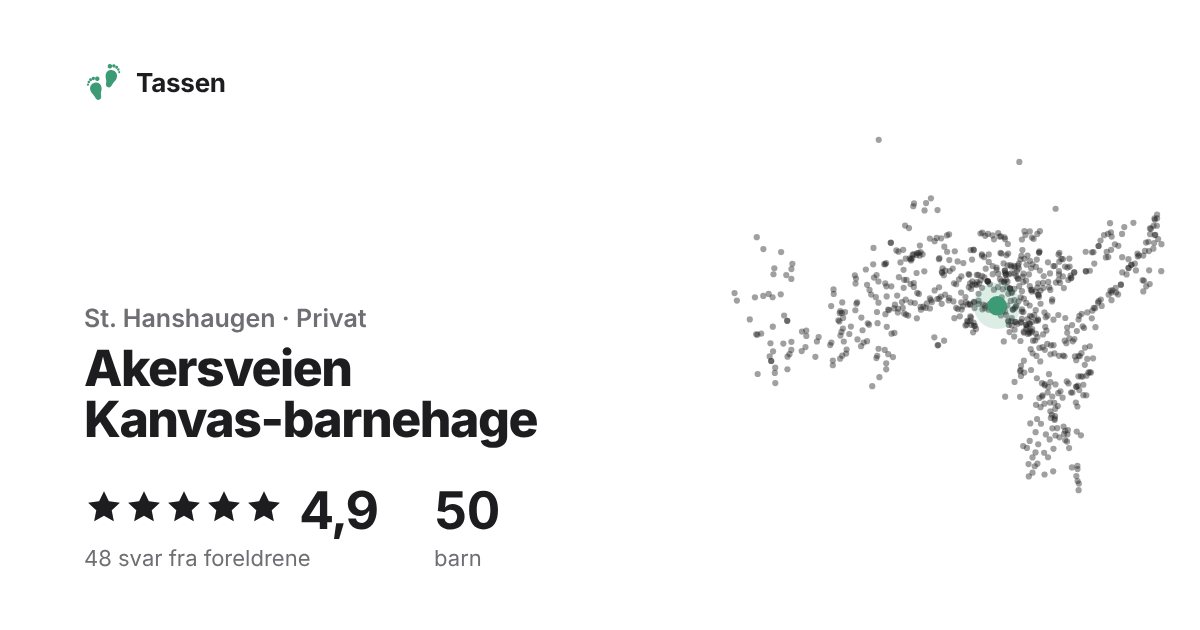 Tassen
St. Hanshaugen · Privat
Akersveien
Kanvas-barnehage
4,9
50
48 svar fra foreldrene
barn